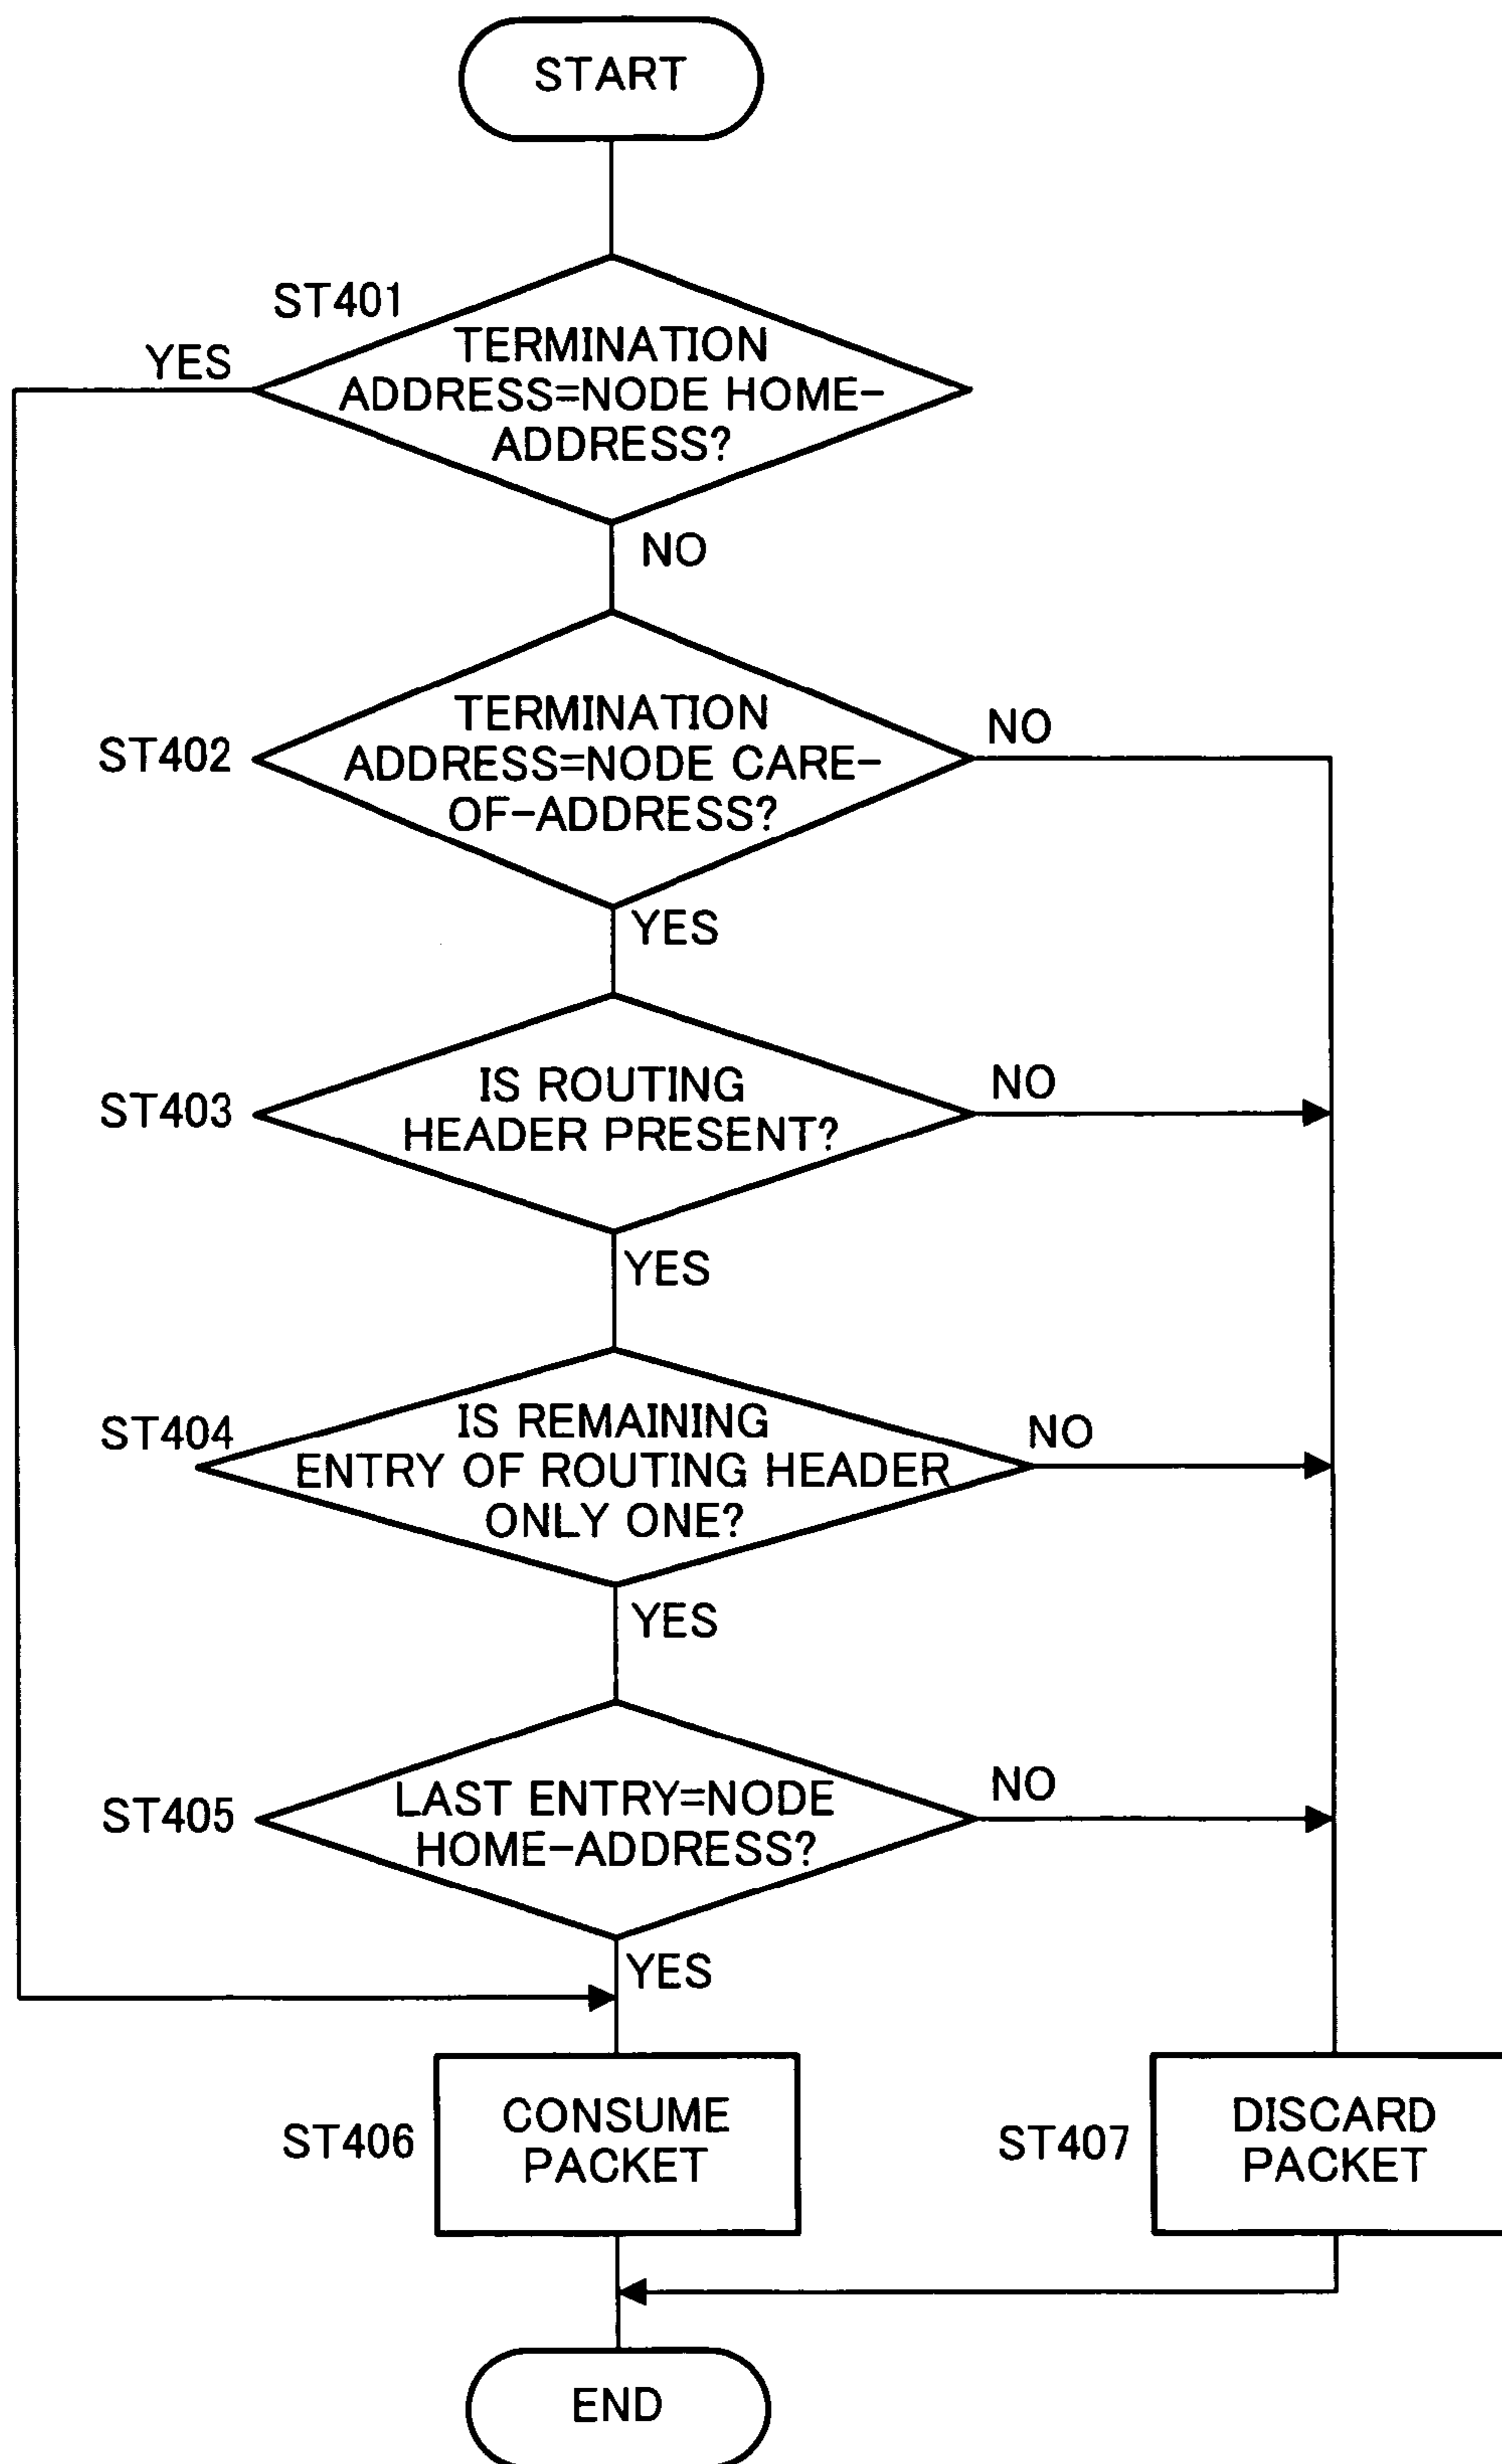 START
ST401
YES
TERMINATION
ADDRESS=NODE HOME-
ADDRESS?
NO
ST402
TERMINATION
ADDRESS=NODE CARE-
OF-ADDRESS?
NO
YES
ST403
IS ROUTING
HEADER PRESENT?
NO
YES
ST404
IS REMAINING
ENTRY OF ROUTING HEADER
ONLY ONE?
NO
YES
ST405
LAST ENTRY=NODE
HOME-ADDRESS?
NO
YES
ST406
CONSUME
PACKET
ST407
DISCARD
PACKET
END